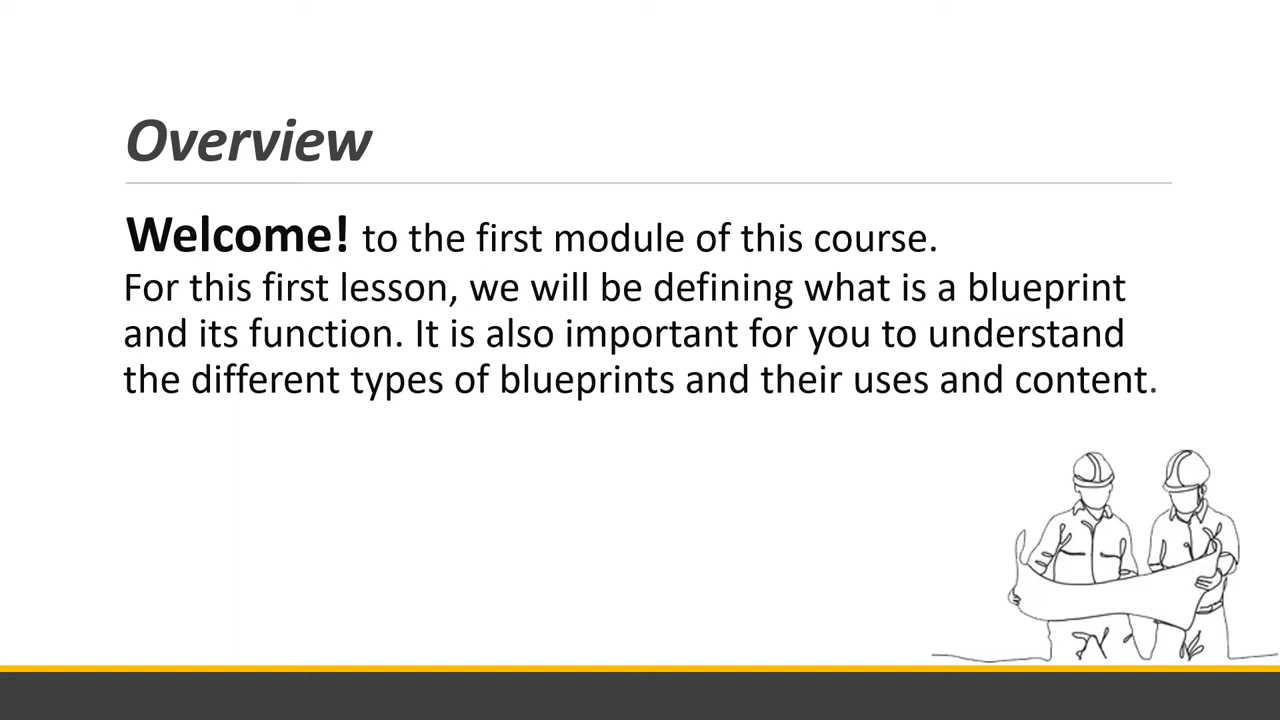 Overview
Welcome! to the first module of this course.
For this first lesson, we will be defining what is a blueprint
and its function. It is also important for you to understand
the different types of blueprints and their uses and content.